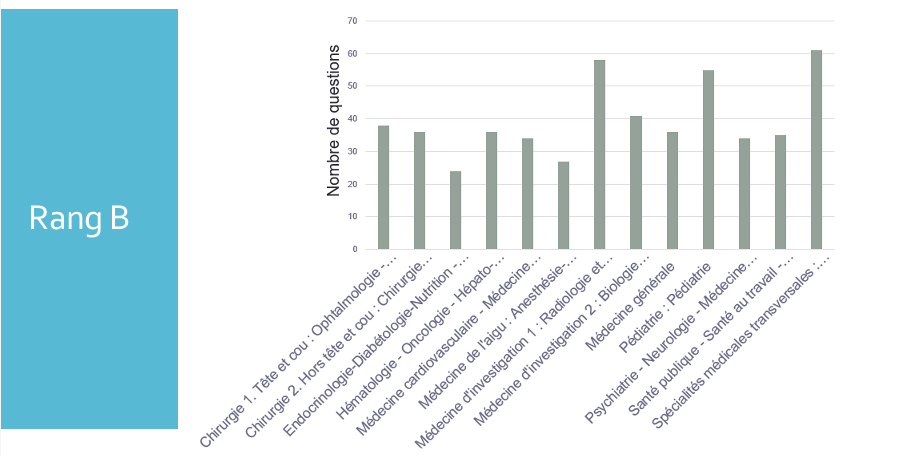 Rang B
Nombre de questions
70
60
50
40
30
20
10
0
Chirurgie 1. Tête et cou : Ophtalmologie -...
Chirurgie 2. Hors tête et cou : Chirurgie...
Endocrinologie-Diabétologie-Nutrition -...
Hématologie - Oncologie - Hépato-...
Médecine cardiovasculaire - Médecine...
Médecine de l'aigu : Anesthésie-...
Médecine d'investigation 1 : Radiologie et...
Médecine d'investigation 2 : Biologie...
Médecine générale
Pédiatrie : Pédiatrie
Psychiatrie - Neurologie - Médecine...
Santé publique - Santé au travail -...
Spécialités médicales transversales :...